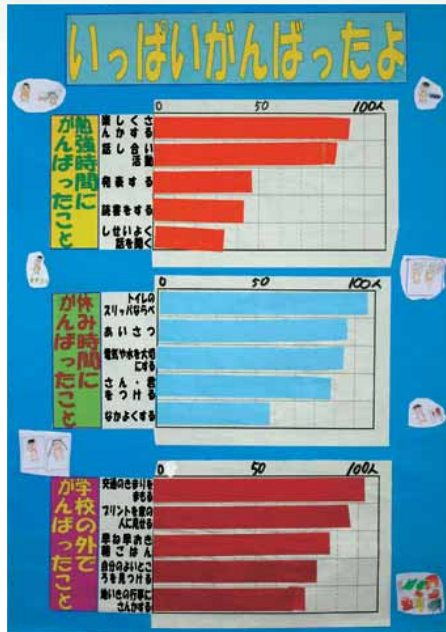 いっぱいがんばったよ
勉強時間に
がんばったこと
0 50 100人
楽しくさ
んかする
話し合い
活動
発表する
読書をする
しせいよく
話を聞く
休み時間に
がんばったこと
0 50 100人
トイレの
スリッパならべ
あいさつ
電気や水を大切
にする
さん・君
をつける
なかよくする
学校の外で
がんばったこと
0 50 100人
交通のきまりを
まもる
プリントを家の
人に見せる
早ね早おき
朝ごはん
自分のよいとこ
ろを見つける
地いきの行事に
さんかする